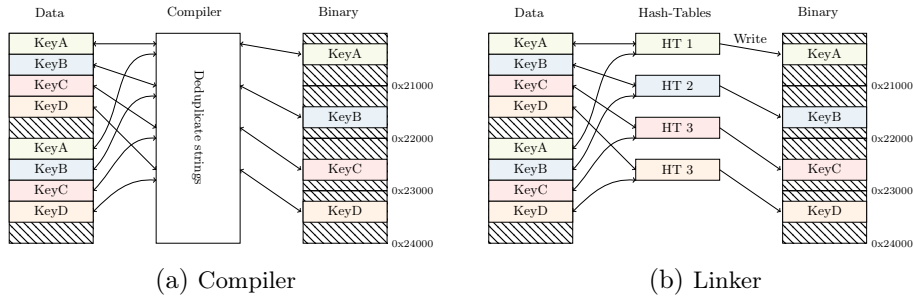 Data
Compiler
Binary
KeyA
KeyB
KeyC
KeyD
KeyA
KeyB
KeyC
KeyD
Deduplicate strings
KeyA
0x21000
KeyB
0x22000
KeyC
0x23000
KeyD
0x24000
(a) Compiler
Data
Hash-Tables
Binary
KeyA
KeyB
KeyC
KeyD
KeyA
KeyB
KeyC
KeyD
HT 1
HT 2
HT 3
HT 3
Write
KeyA
0x21000
KeyB
0x22000
KeyC
0x23000
KeyD
0x24000
(b) Linker